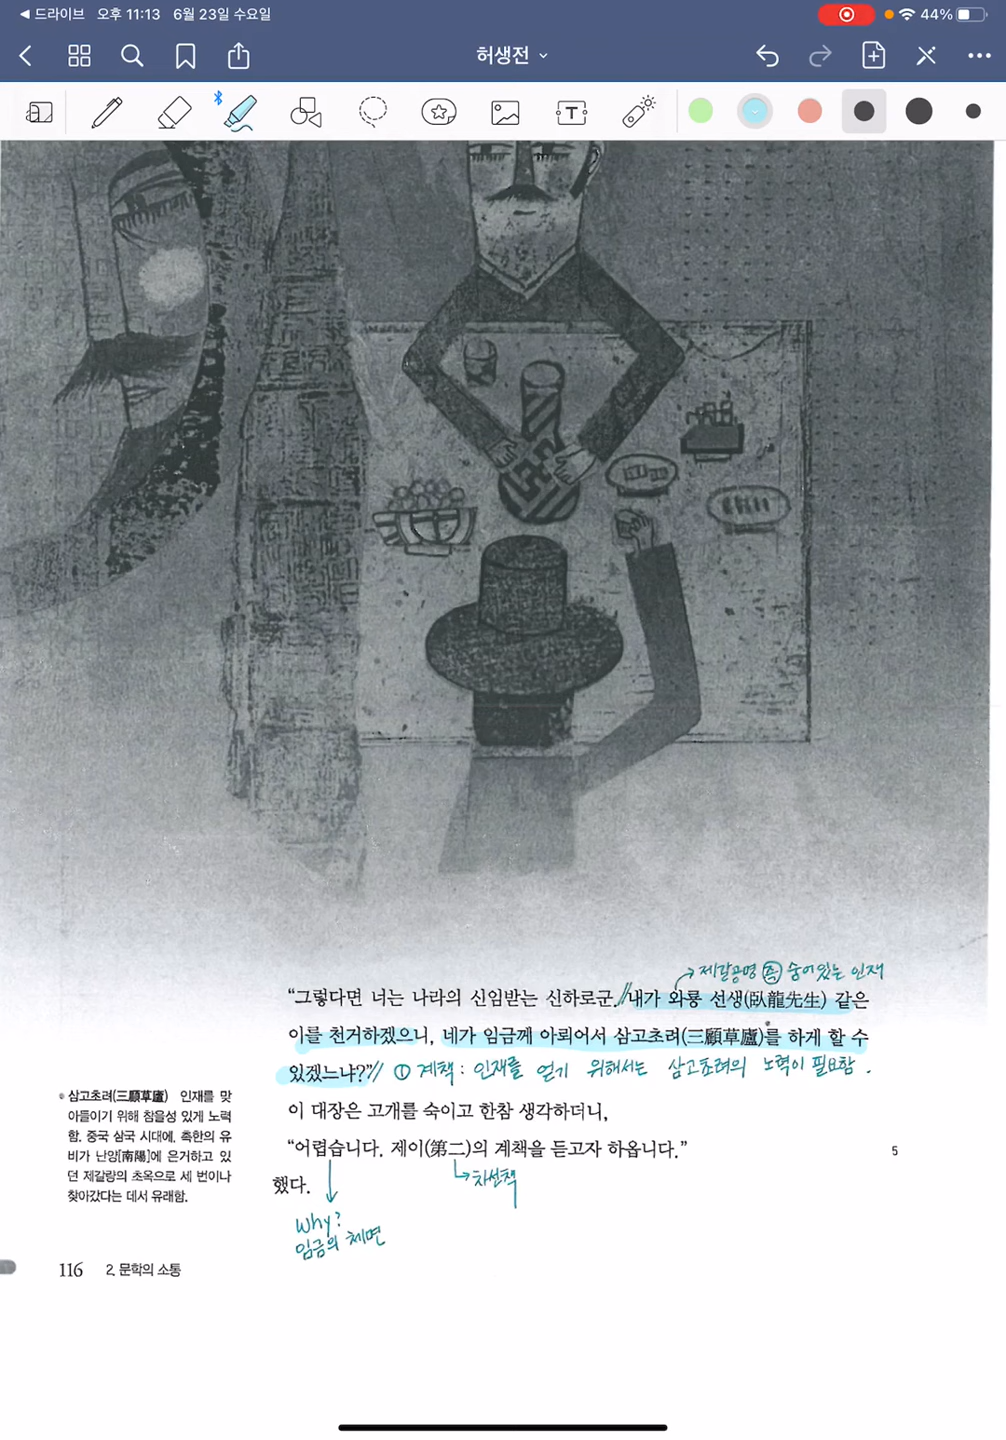 ◀ 드라이브 오후 11:13 6월 23일 수요일
44%
허생전
T
→ 제갈공명 즉 숨어있는 인재
“그렇다면 너는 나라의 신임받는 신하로군. // 내가 와룡 선생(臥龍先生) 같은
이를 천거하겠으니, 네가 임금께 아뢰어서 삼고초려(三顧草廬)를 하게 할 수
있겠느냐?” // ① 계책 : 인재를 얻기 위해서는 삼고초려의 노력이 필요함.
이 대장은 고개를 숙이고 한참 생각하더니,
“어렵습니다. 제이(第二)의 계책을 듣고자 하옵니다.”
5
→ 차선책
했다.
why?
임금의 체면
삼고초려(三顧草廬) 인재를 맞
아들이기 위해 참을성 있게 노력
함. 중국 삼국 시대에, 촉한의 유
비가 난양[南陽]에 은거하고 있
던 제갈량의 초옥으로 세 번이나
찾아갔다는 데서 유래함.
116 2. 문학의 소통